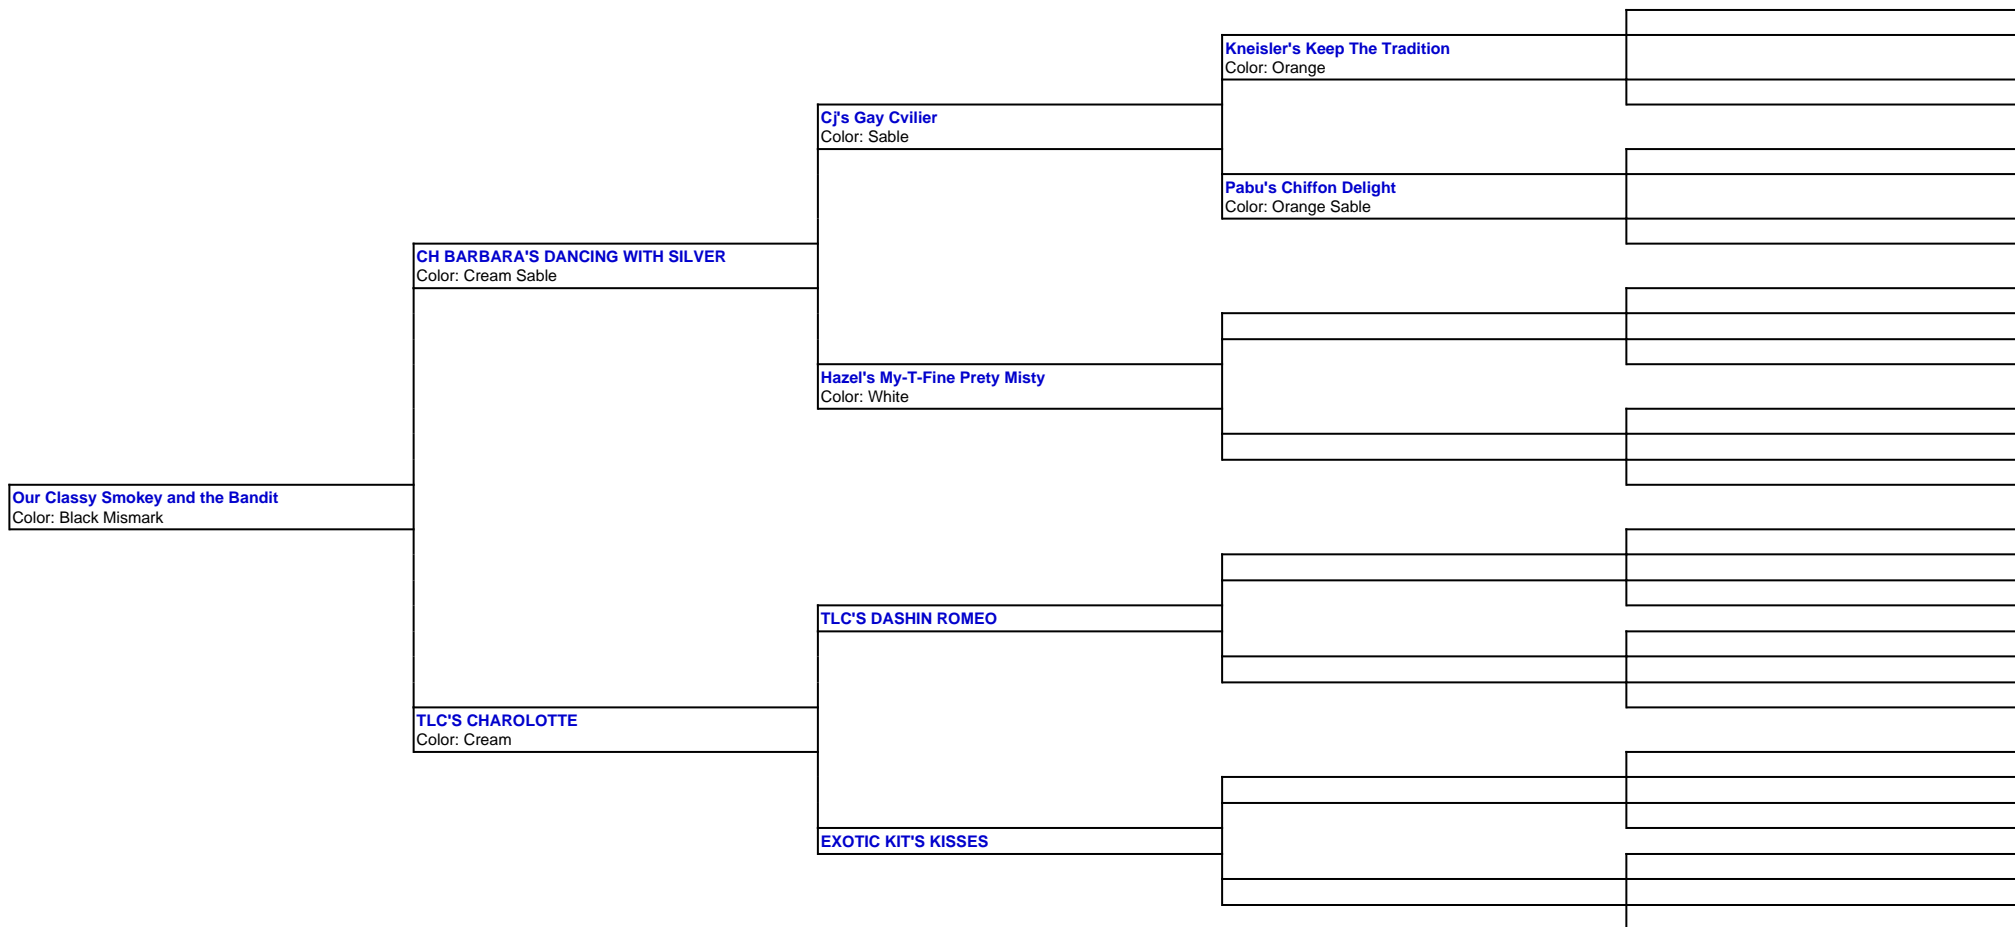 Kneisler's Keep The Tradition
Color: Orange
Cj's Gay Cvilier
Color: Sable
Pabu's Chiffon Delight
Color: Orange Sable
CH BARBARA'S DANCING WITH SILVER
Color: Cream Sable
Hazel's My-T-Fine Prety Misty
Color: White
Our Classy Smokey and the Bandit
Color: Black Mismark
TLC'S DASHIN ROMEO
TLC'S CHAROLOTTE
Color: Cream
EXOTIC KIT'S KISSES